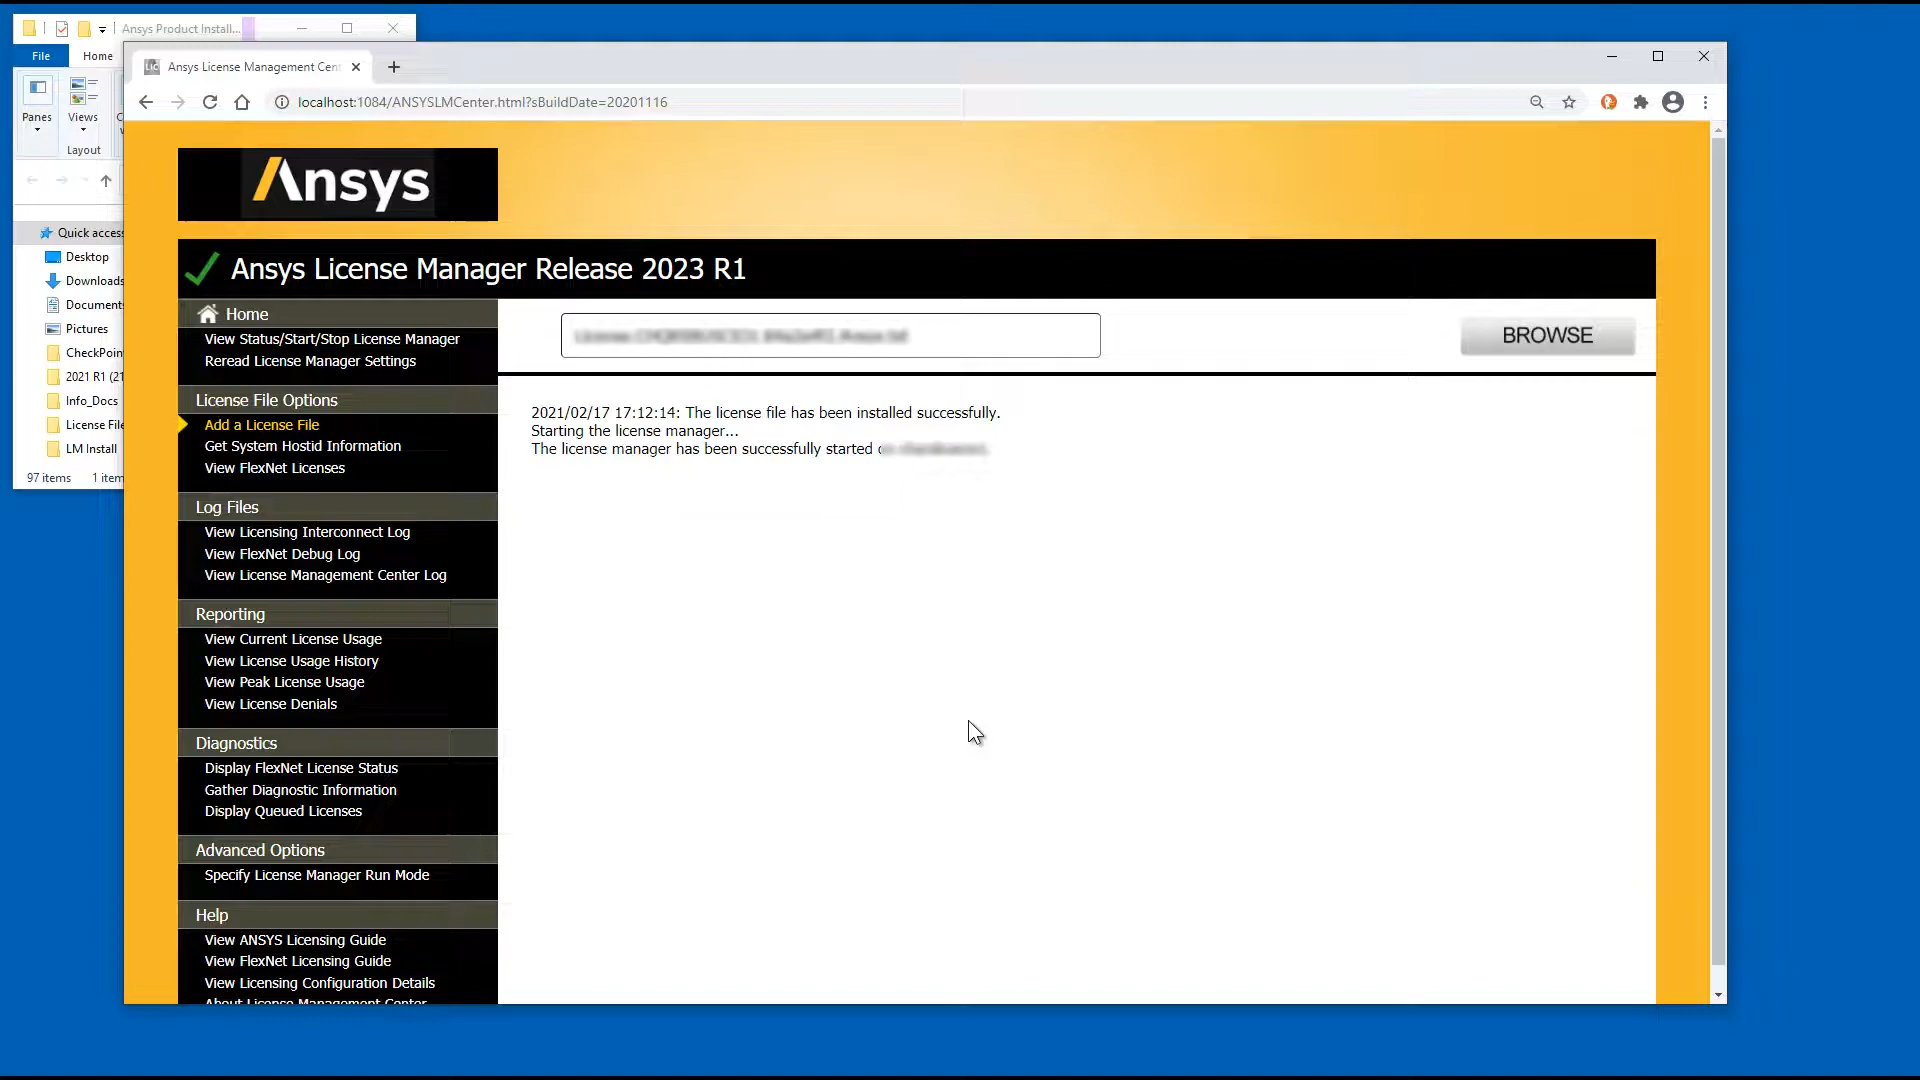 Ansys Product Install...
File
Home
Panes
Views
Layout
Quick access
Desktop
Downloads
Document
Pictures
CheckPoin
2021 R1 (21
Info_Docs
License File
LM Install
97 items
1 item
Ansys License Management Cen
localhost:1084/ANSYSLMCenter.html?sBuildDate=20201116
Ansys
Ansys License Manager Release 2023 R1
Home
View Status/Start/Stop License Manager
Reread License Manager Settings
License File Options
Add a License File
Get System Hostid Information
View FlexNet Licenses
Log Files
View Licensing Interconnect Log
View FlexNet Debug Log
View License Management Center Log
Reporting
View Current License Usage
View License Usage History
View Peak License Usage
View License Denials
Diagnostics
Display FlexNet License Status
Gather Diagnostic Information
Display Queued Licenses
Advanced Options
Specify License Manager Run Mode
Help
View ANSYS Licensing Guide
View FlexNet Licensing Guide
View Licensing Configuration Details
About License Management Center
BROWSE
2021/02/17 17:12:14: The license file has been installed successfully.
Starting the license manager...
The license manager has been successfully started